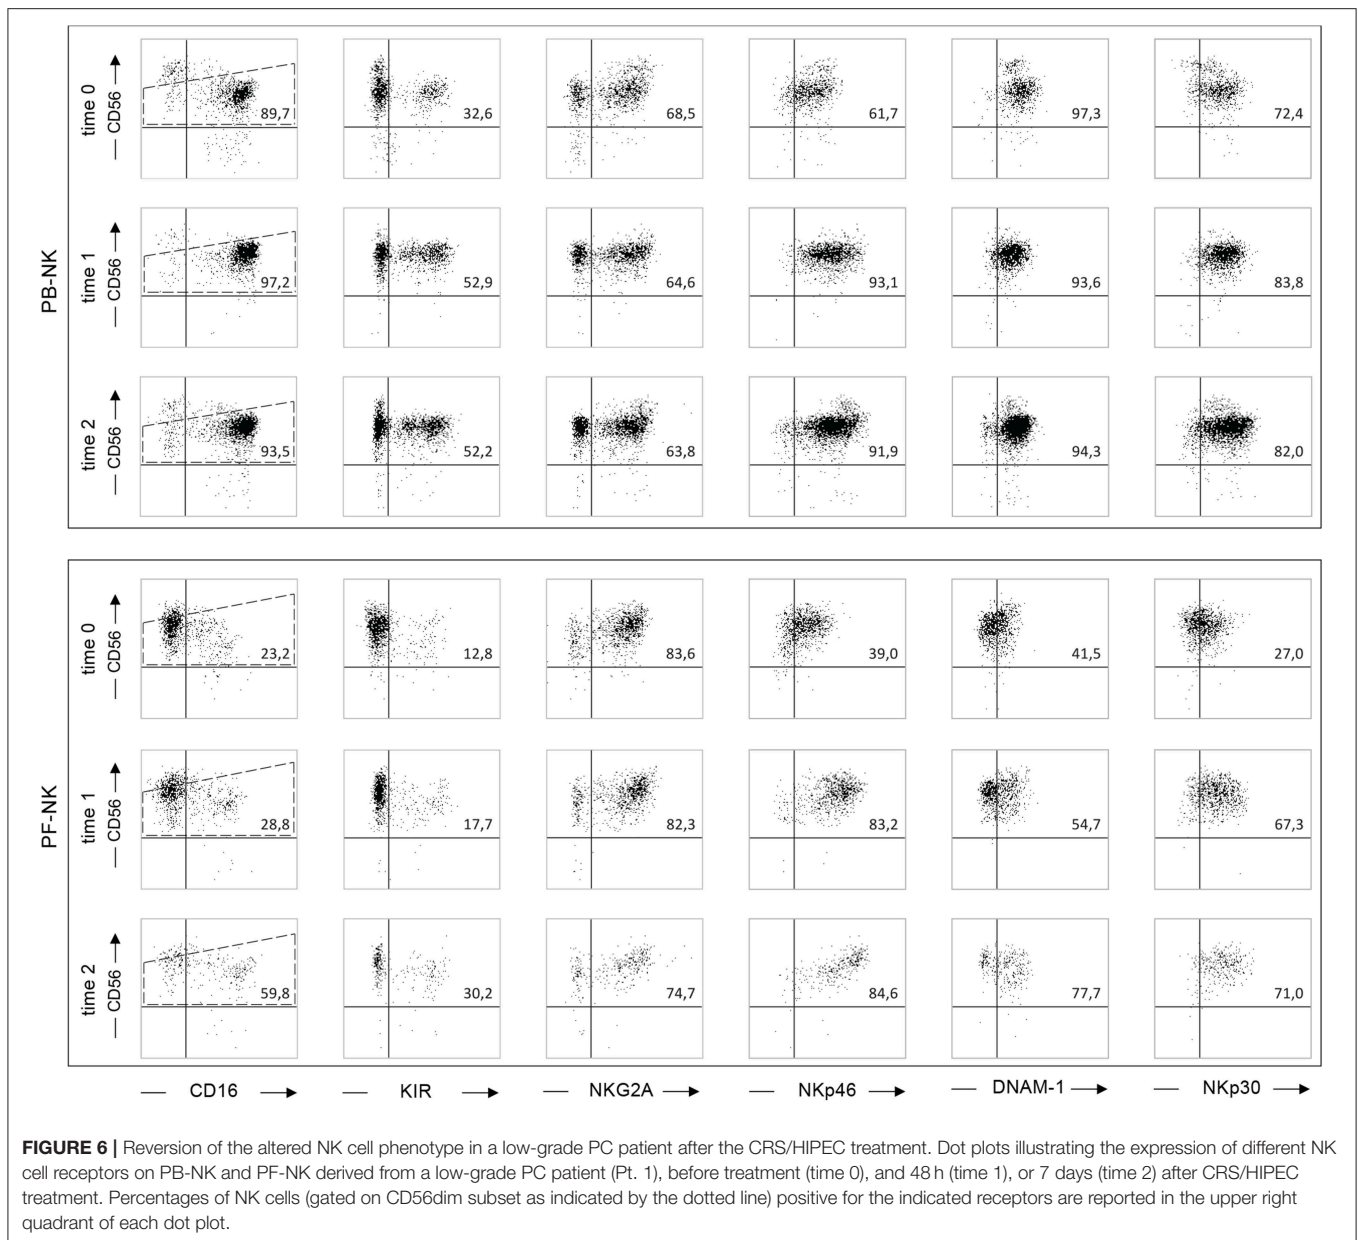 PB-NK
time 0
CD56
89,7
32,6
68,5
61,7
97,3
72,4
time 1
CD56
97,2
52,9
64,6
93,1
93,6
83,8
time 2
CD56
93,5
52,2
63,8
91,9
94,3
82,0
PF-NK
time 0
CD56
23,2
12,8
83,6
39,0
41,5
27,0
time 1
CD56
28,8
17,7
82,3
83,2
54,7
67,3
time 2
CD56
59,8
30,2
74,7
84,6
77,7
71,0
CD16
KIR
NKG2A
NKp46
DNAM-1
NKp30
FIGURE 6 | Reversion of the altered NK cell phenotype in a low-grade PC patient after the CRS/HIPEC treatment. Dot plots illustrating the expression of different NK
cell receptors on PB-NK and PF-NK derived from a low-grade PC patient (Pt. 1), before treatment (time 0), and 48 h (time 1), or 7 days (time 2) after CRS/HIPEC
treatment. Percentages of NK cells (gated on CD56dim subset as indicated by the dotted line) positive for the indicated receptors are reported in the upper right
quadrant of each dot plot.